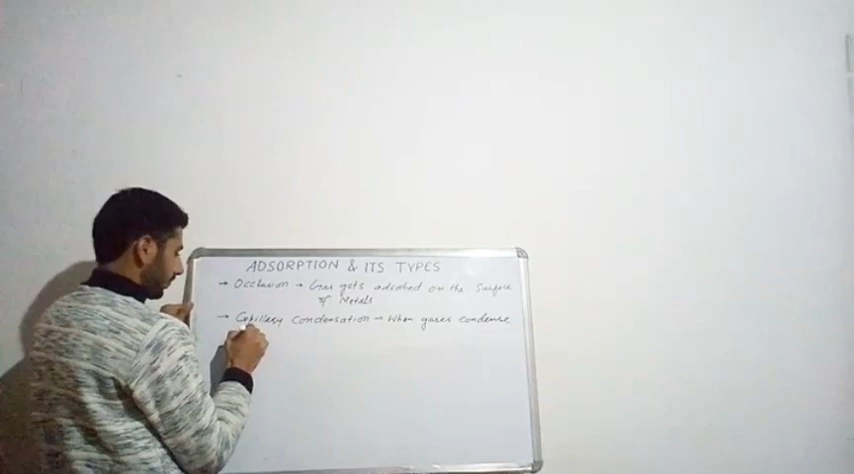 ADSORPTION & ITS TYPES
→ Occlusion → Gas gets adsorbed on the Surface
of Metals
→ Capillary Condensation → When gases condense